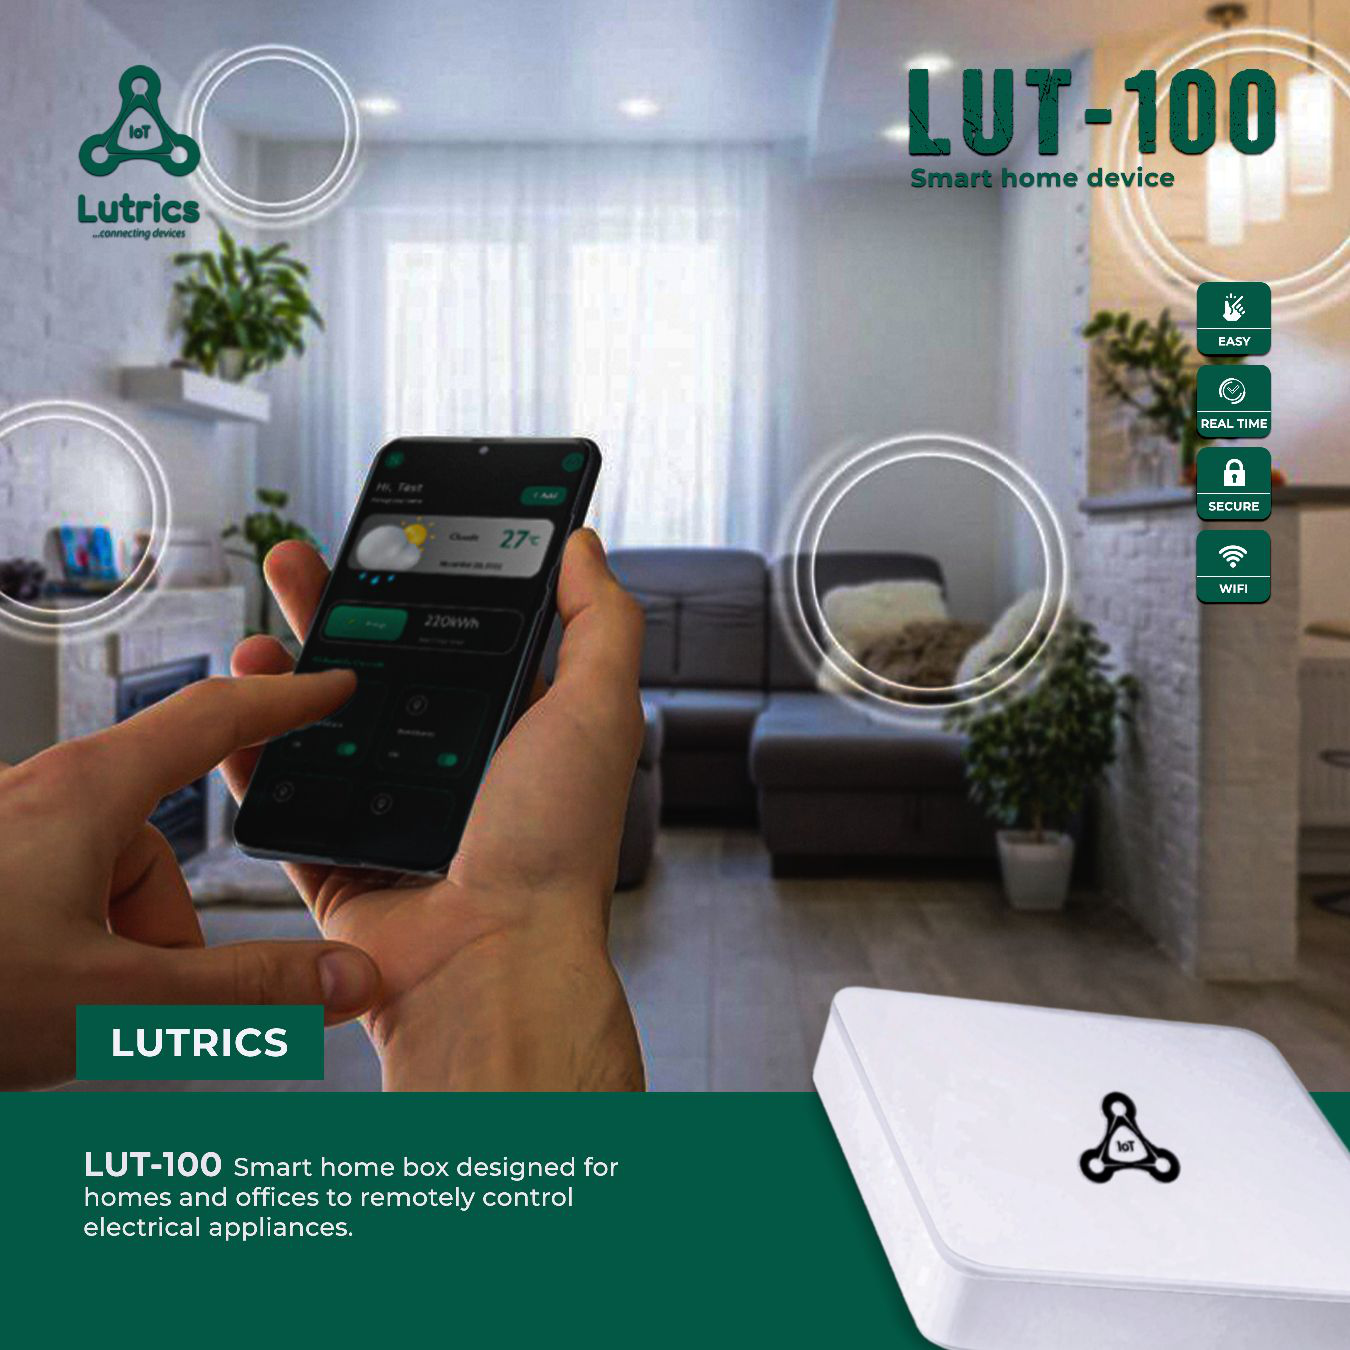 IoT
Lutrics
...connecting devices
LUT-100
Smart home device
EASY
REAL TIME
SECURE
WIFI
Hi, Test
+ Add
27°C
220kWh
LUTRICS
LUT-100 Smart home box designed for
homes and offices to remotely control
electrical appliances.
IoT